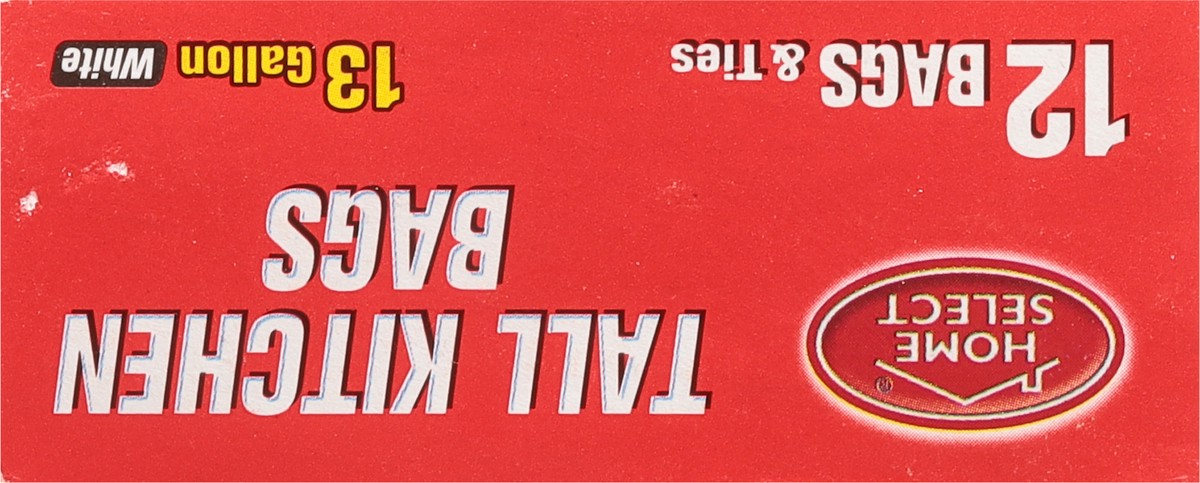 HOME
SELECT
®
TALL KITCHEN
BAGS
12 BAGS & Ties
13 Gallon White